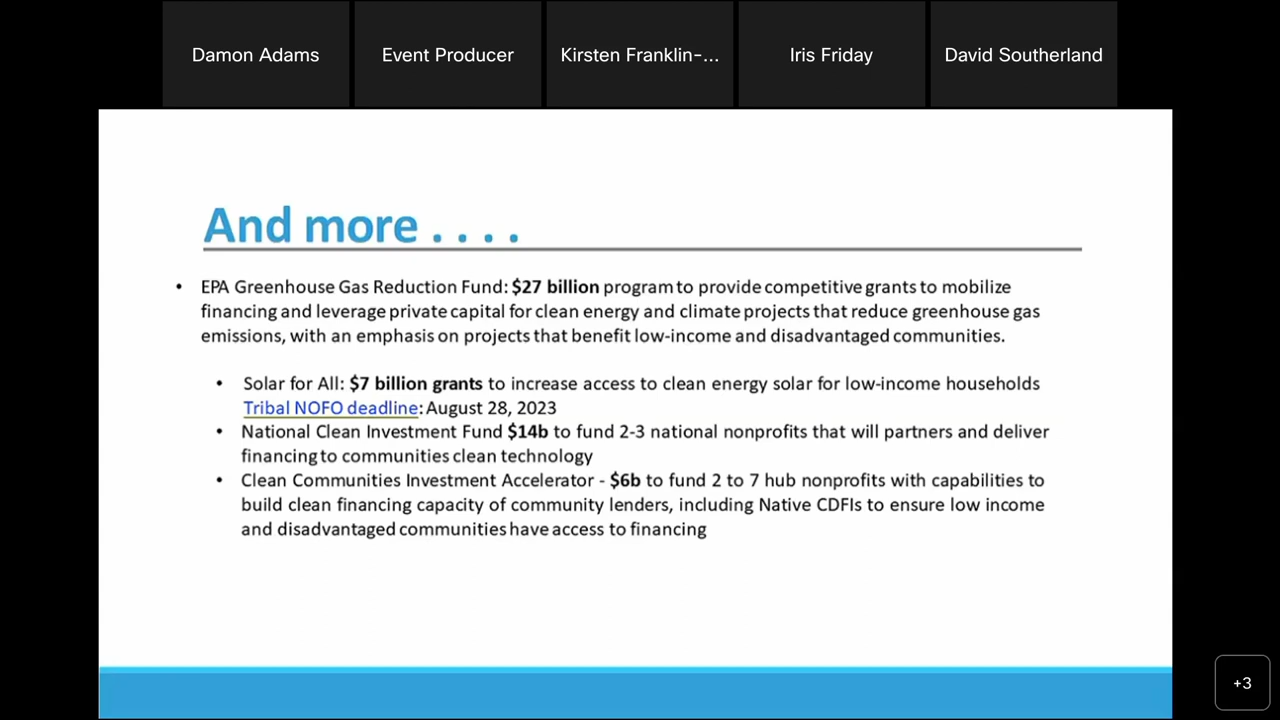 Damon Adams
Event Producer
Kirsten Franklin-...
Iris Friday
David Southerland
And more . . . .
• EPA Greenhouse Gas Reduction Fund: $27 billion program to provide competitive grants to mobilize
financing and leverage private capital for clean energy and climate projects that reduce greenhouse gas
emissions, with an emphasis on projects that benefit low-income and disadvantaged communities.
• Solar for All: $7 billion grants to increase access to clean energy solar for low-income households
Tribal NOFO deadline: August 28, 2023
• National Clean Investment Fund $14b to fund 2-3 national nonprofits that will partners and deliver
financing to communities clean technology
• Clean Communities Investment Accelerator - $6b to fund 2 to 7 hub nonprofits with capabilities to
build clean financing capacity of community lenders, including Native CDFIs to ensure low income
and disadvantaged communities have access to financing
+3